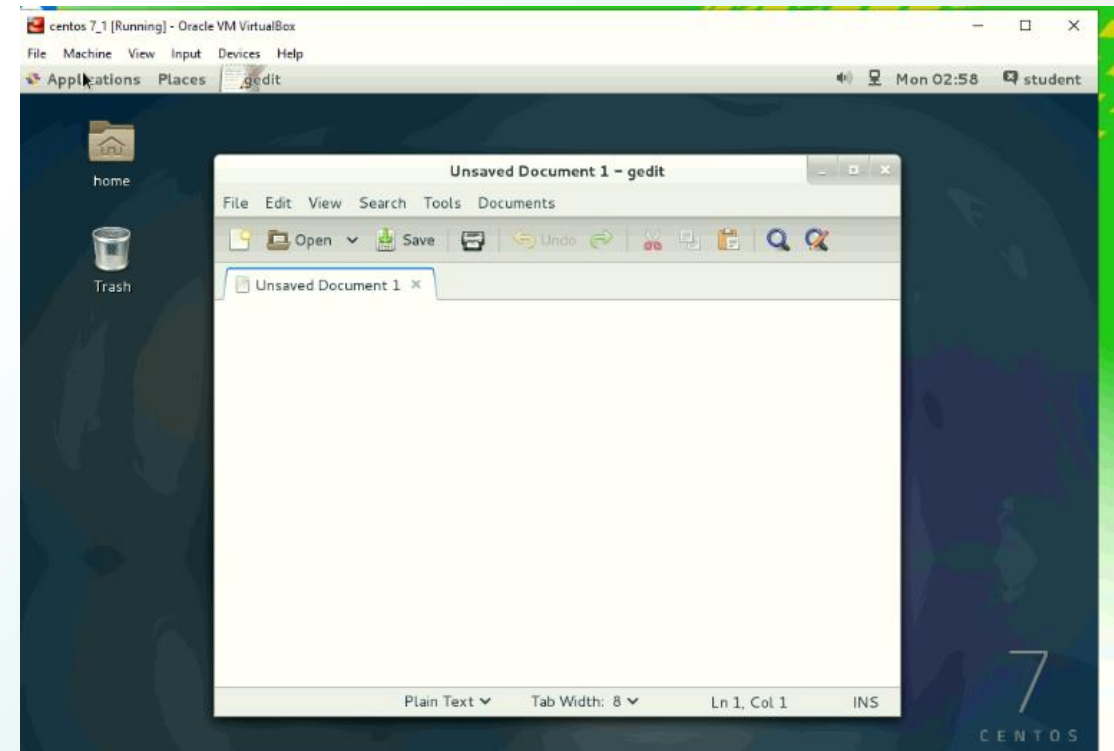 centos 7_1 [Running] - Oracle VM VirtualBox
File Machine View Input Devices Help
Applications Places gedit Mon 02:58 student
home
Trash
Unsaved Document 1 - gedit
File Edit View Search Tools Documents
Open Save Undo
Unsaved Document 1
Plain Text Tab Width: 8 Ln 1, Col 1 INS
7
CENTOS